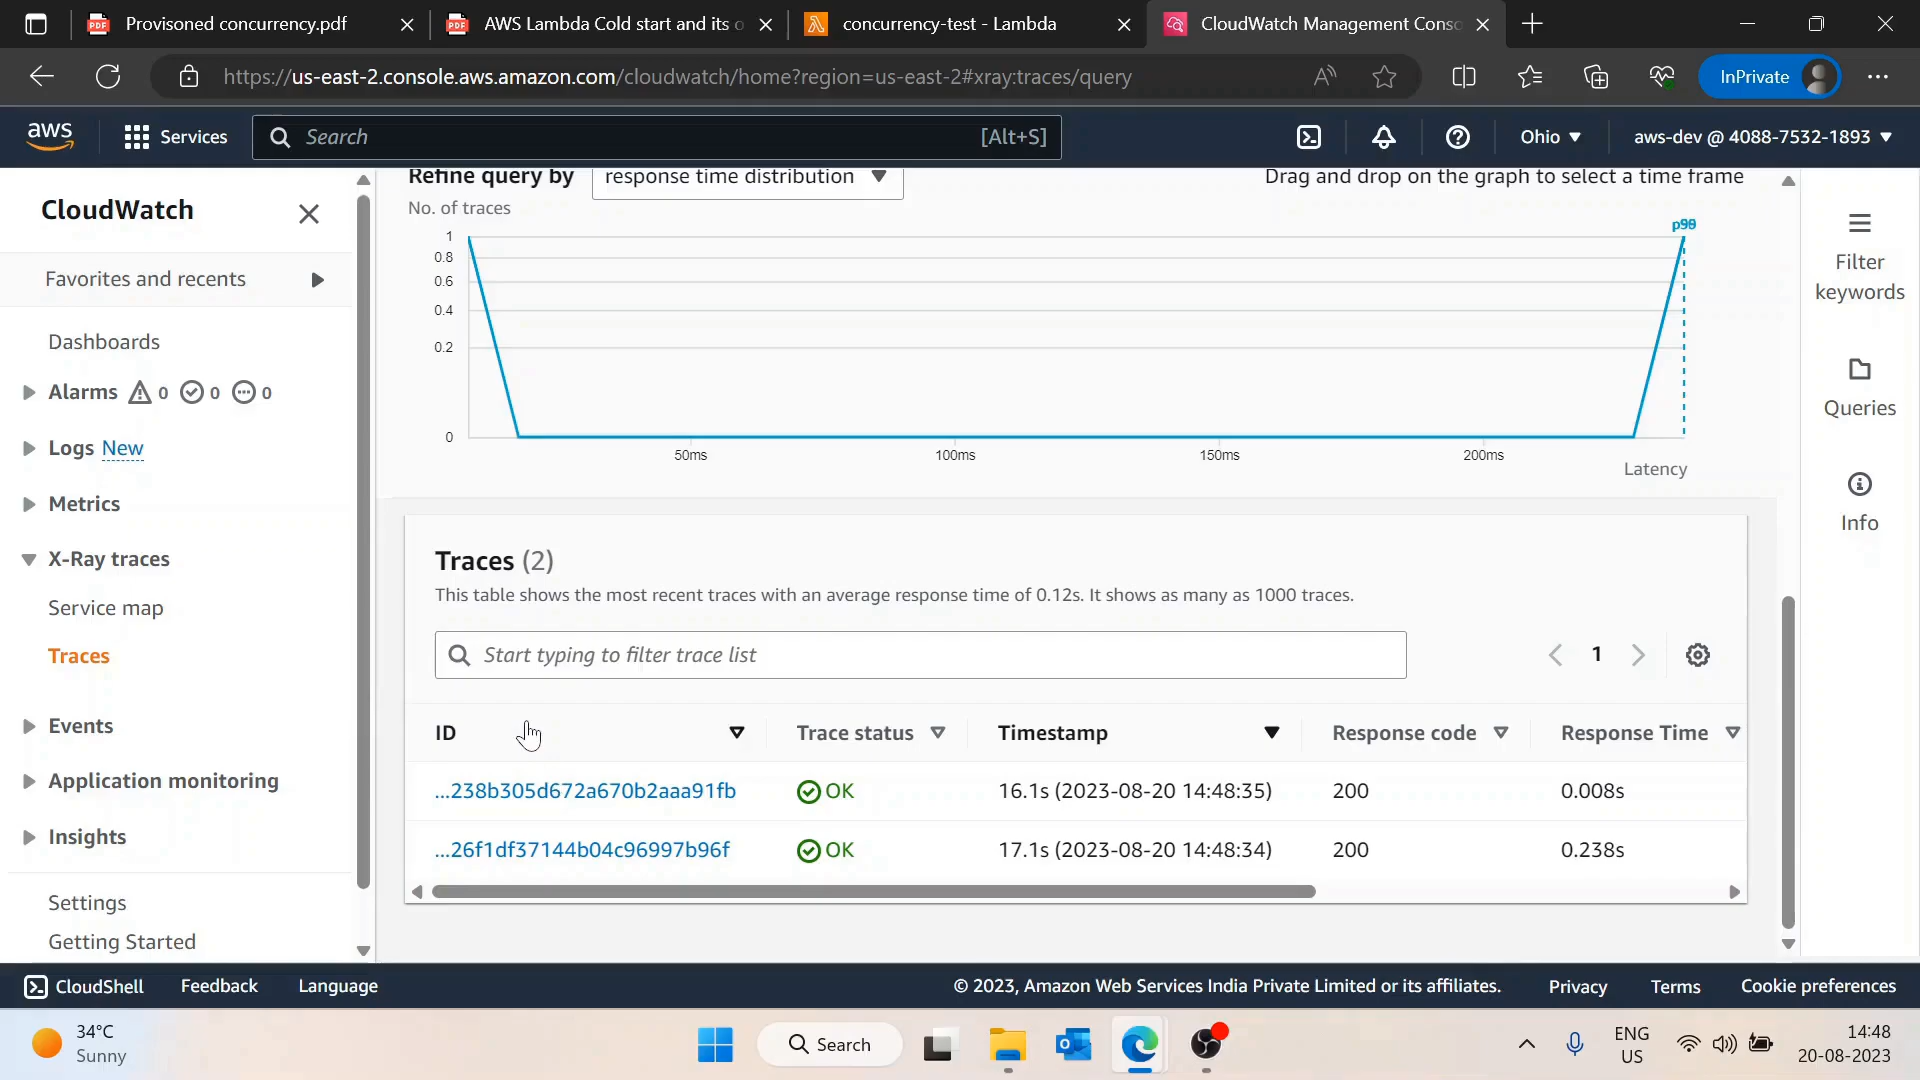 Provisoned concurrency.pdf
AWS Lambda Cold start and its o
concurrency-test - Lambda
CloudWatch Management Conso
https://us-east-2.console.aws.amazon.com/cloudwatch/home?region=us-east-2#xray:traces/query
InPrivate
aws
Services
Search
[Alt+S]
Ohio
aws-dev @ 4088-7532-1893
CloudWatch
Favorites and recents
Dashboards
Alarms 0 0 0
Logs New
Metrics
X-Ray traces
Service map
Traces
Events
Application monitoring
Insights
Settings
Getting Started
Refine query by
response time distribution
Drag and drop on the graph to select a time frame
No. of traces
1
0.8
0.6
0.4
0.2
0
50ms
100ms
150ms
200ms
Latency
Traces (2)
This table shows the most recent traces with an average response time of 0.12s. It shows as many as 1000 traces.
Start typing to filter trace list
1
ID Trace status Timestamp Response code Response Time
...238b305d672a670b2aaa91fb OK 16.1s (2023-08-20 14:48:35) 200 0.008s
...26f1df37144b04c96997b96f OK 17.1s (2023-08-20 14:48:34) 200 0.238s
Filter
keywords
Queries
Info
CloudShell
Feedback
Language
© 2023, Amazon Web Services India Private Limited or its affiliates.
Privacy
Terms
Cookie preferences
34°C
Sunny
Search
ENG
US
14:48
20-08-2023